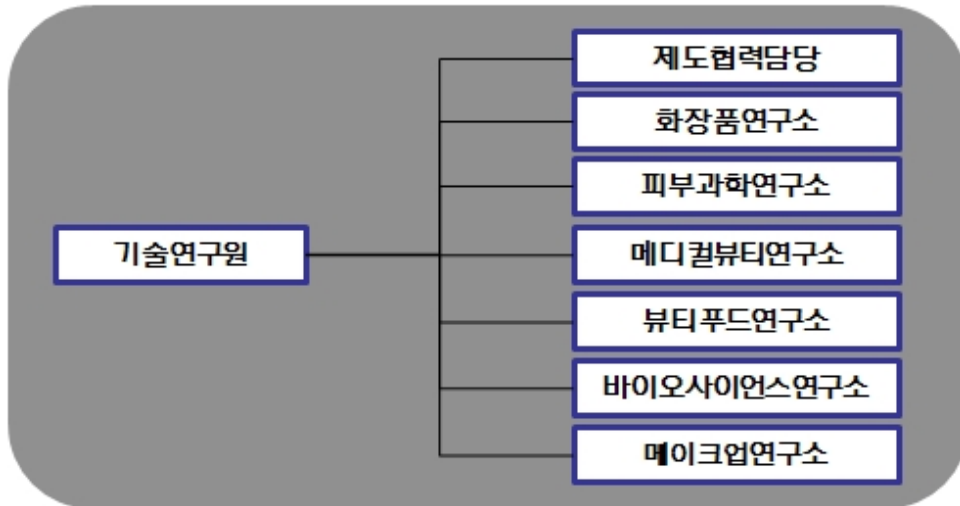 제도협력담당
화장품연구소
피부과학연구소
기술연구원
메디컬뷰티연구소
뷰티푸드연구소
바이오사이언스연구소
메이크업연구소